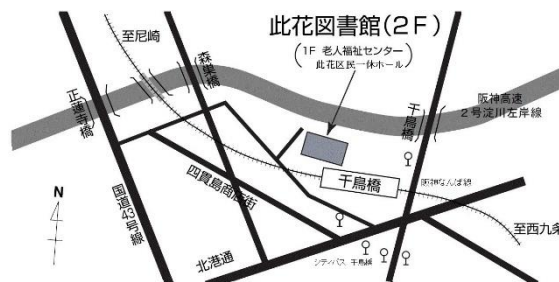 此花図書館(2F)
(1F 老人福祉センター
此花区民一休ホール)
至尼崎
森巣橋
正蓮寺橋
千鳥橋
阪神高速
2号淀川左岸線
四貫島商店街
千鳥橋
阪神なんば線
N
国道43号線
北港通
シティバス 千鳥橋
至西九条